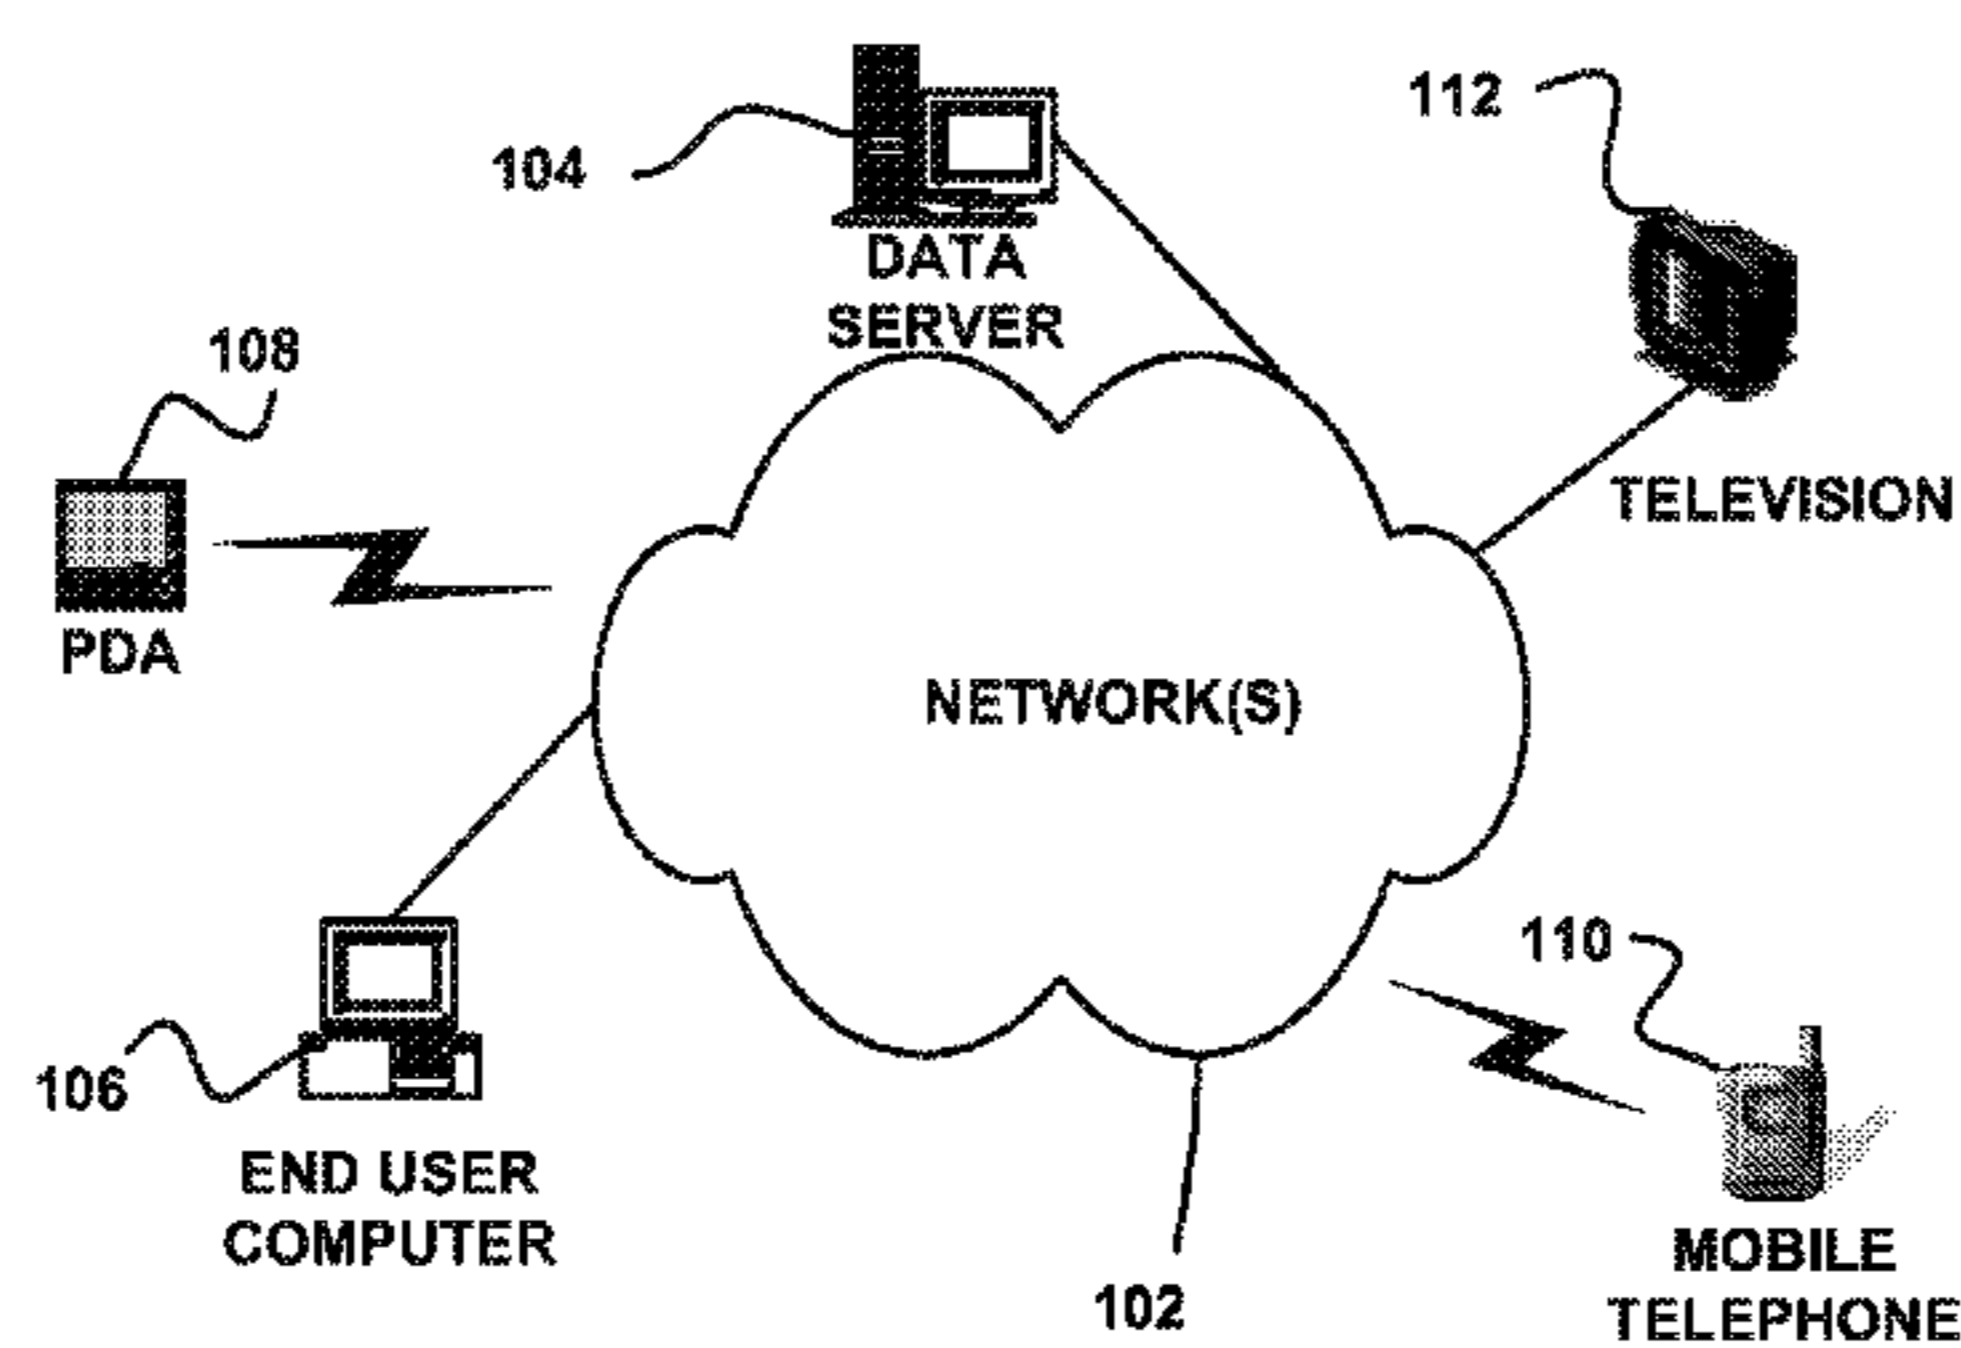 112
104
DATA
SERVER
108
TELEVISION
PDA
NETWORK(S)
110
106
END USER
COMPUTER
MOBILE
TELEPHONE
102